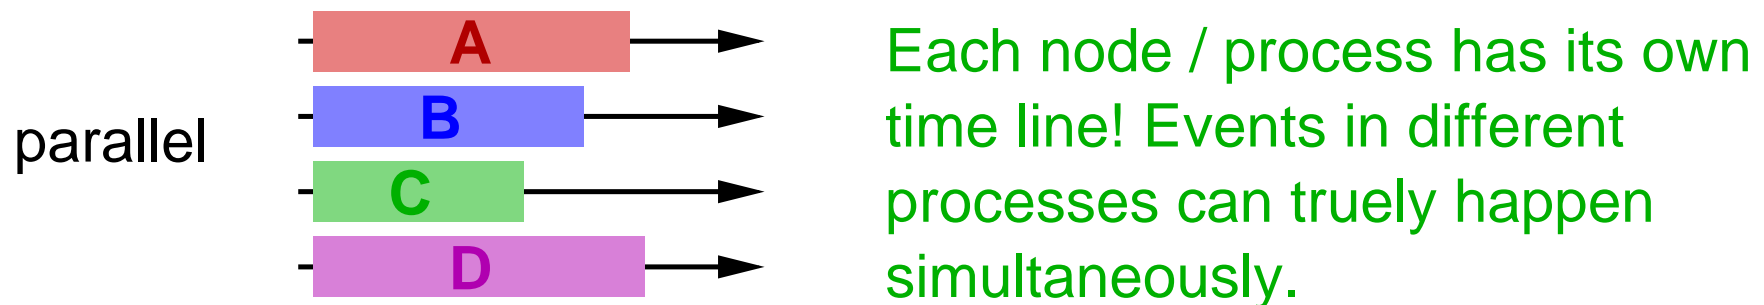 parallel
A
B
C
D
Each node / process has its own
time line! Events in different
processes can truely happen
simultaneously.